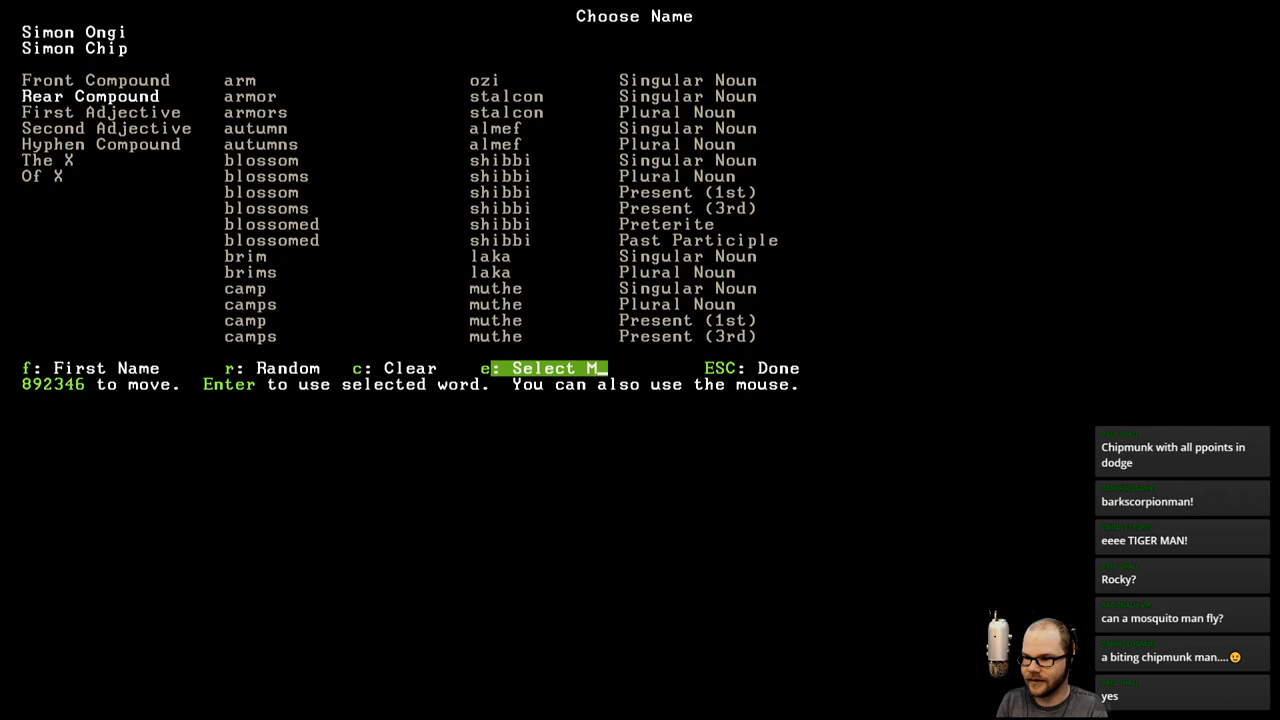 Choose Name
Simon Ongi
Simon Chip
Front Compound arm ozi Singular Noun
Rear Compound armor stalcon Singular Noun
First Adjective armors stalcon Plural Noun
Second Adjective autumn almef Singular Noun
Hyphen Compound autumns almef Plural Noun
The X blossom shibbi Singular Noun
Of X blossoms shibbi Plural Noun
blossom shibbi Present (1st)
blossoms shibbi Present (3rd)
blossomed shibbi Preterite
blossomed shibbi Past Participle
brim laka Singular Noun
brims laka Plural Noun
camp muthe Singular Noun
camps muthe Plural Noun
camp muthe Present (1st)
camps muthe Present (3rd)
f: First Name r: Random c: Clear e: Select M_ ESC: Done
892346 to move. Enter to use selected word. You can also use the mouse.
Chipmunk with all ppoints in
dodge
barkscorpionman!
eeee TIGER MAN!
Rocky?
can a mosquito man fly?
a biting chipmunk man....😉
yes